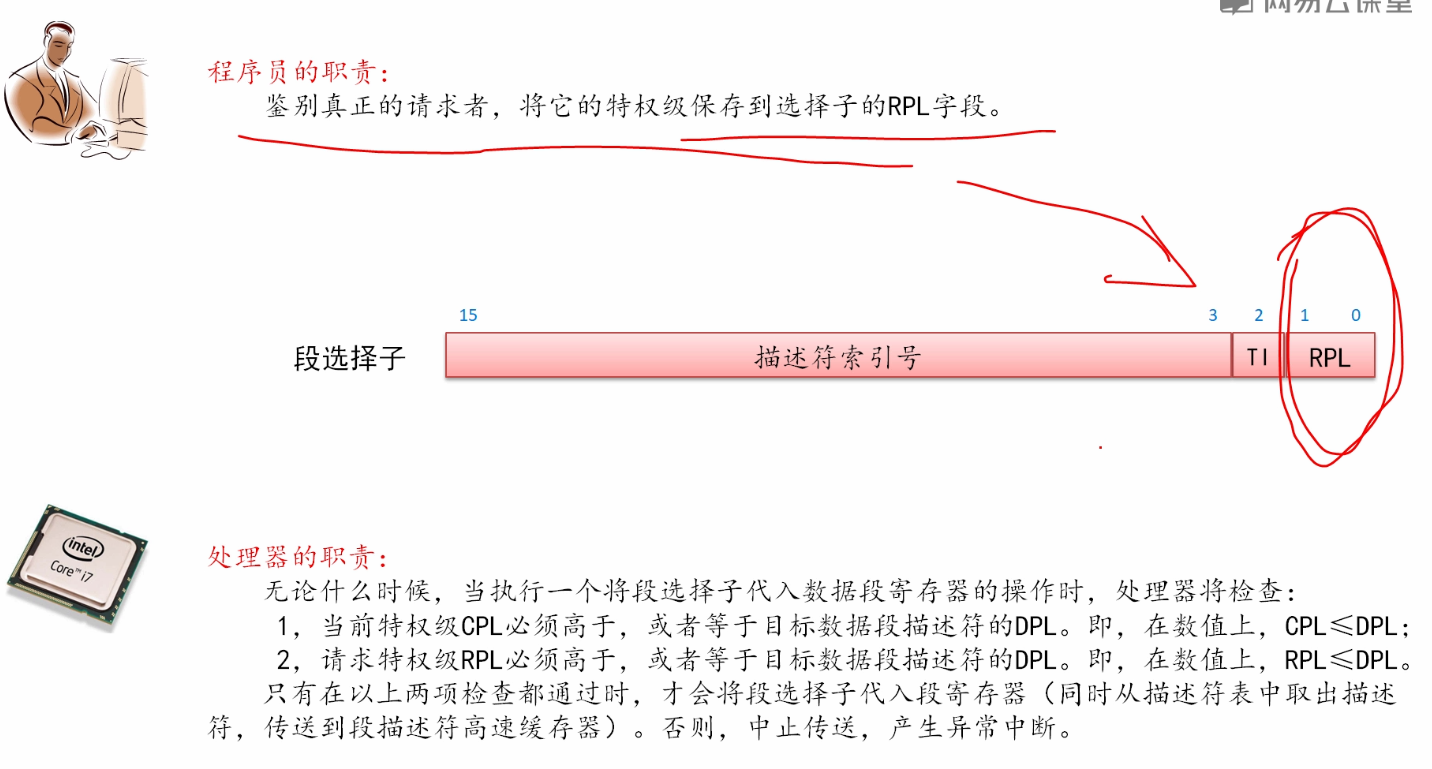 网易云课堂
程序员的职责：
鉴别真正的请求者，将它的特权级保存到选择子的RPL字段。
15 3 2 1 0
段选择子 描述符索引号 TI RPL
intel
Core™ i7
处理器的职责：
无论什么时候，当执行一个将段选择子代入数据段寄存器的操作时，处理器将检查：
1，当前特权级CPL必须高于，或者等于目标数据段描述符的DPL。即，在数值上，CPL≤DPL；
2，请求特权级RPL必须高于，或者等于目标数据段描述符的DPL。即，在数值上，RPL≤DPL。
只有在以上两项检查都通过时，才会将段选择子代入段寄存器（同时从描述符表中取出描述
符，传送到段描述符高速缓存器）。否则，中止传送，产生异常中断。